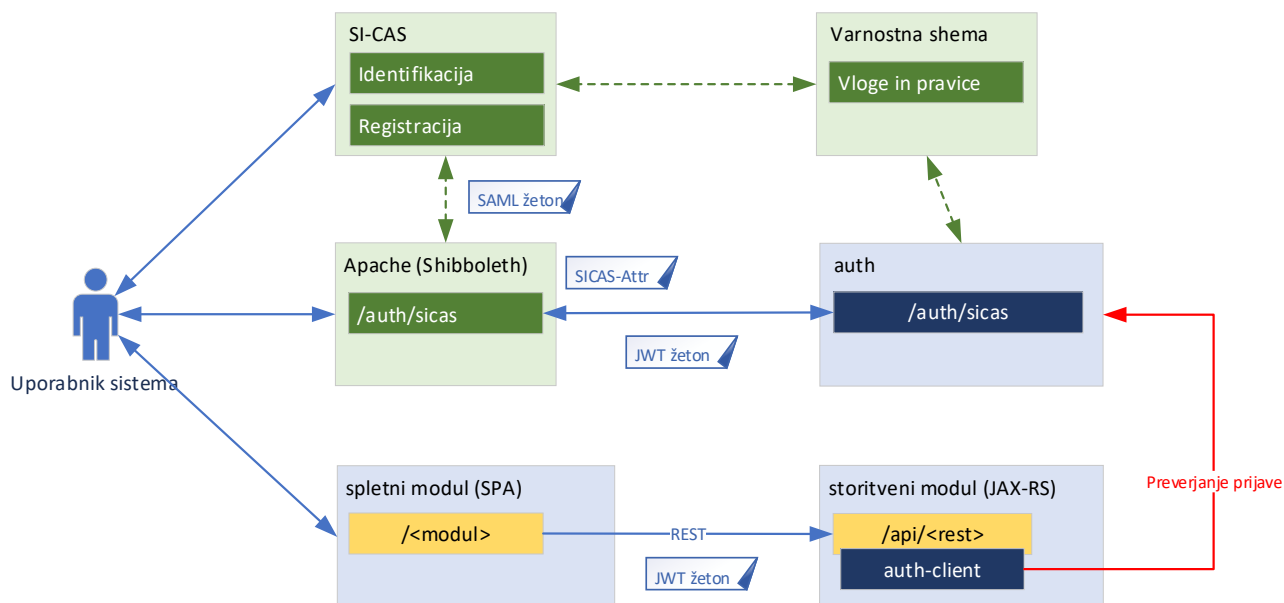 SI-CAS
Identifikacija
Registracija
Varnostna shema
Vloge in pravice
SAML žeton
Apache (Shibboleth)
/auth/sicas
SICAS-Attr
JWT žeton
auth
/auth/sicas
Uporabnik sistema
spletni modul (SPA)
/<modul>
REST
JWT žeton
storitveni modul (JAX-RS)
/api/<rest>
auth-client
Preverjanje prijave